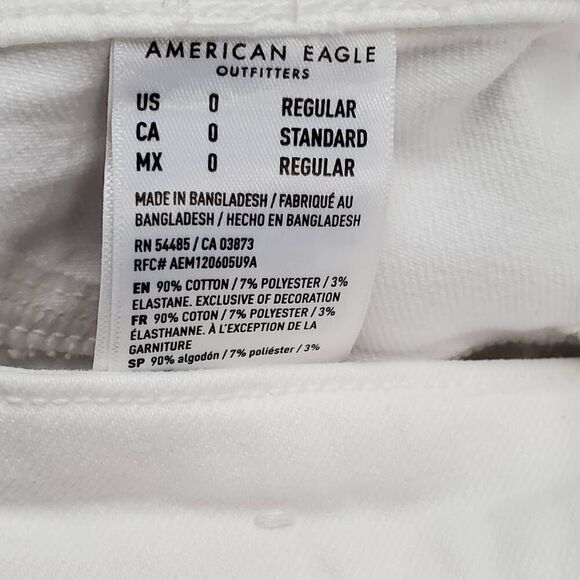 AMERICAN EAGLE
OUTFITTERS
US 0 REGULAR
CA 0 STANDARD
MX 0 REGULAR
MADE IN BANGLADESH / FABRIQUÉ AU
BANGLADESH / HECHO EN BANGLADESH
RN 54485 / CA 03873
RFC# AEM120605U9A
EN 90% COTTON / 7% POLYESTER / 3%
ELASTANE. EXCLUSIVE OF DECORATION
FR 90% COTON / 7% POLYESTER / 3%
ÉLASTHANNE. À L'EXCEPTION DE LA
GARNITURE
SP 90% algodón / 7% poliéster / 3%